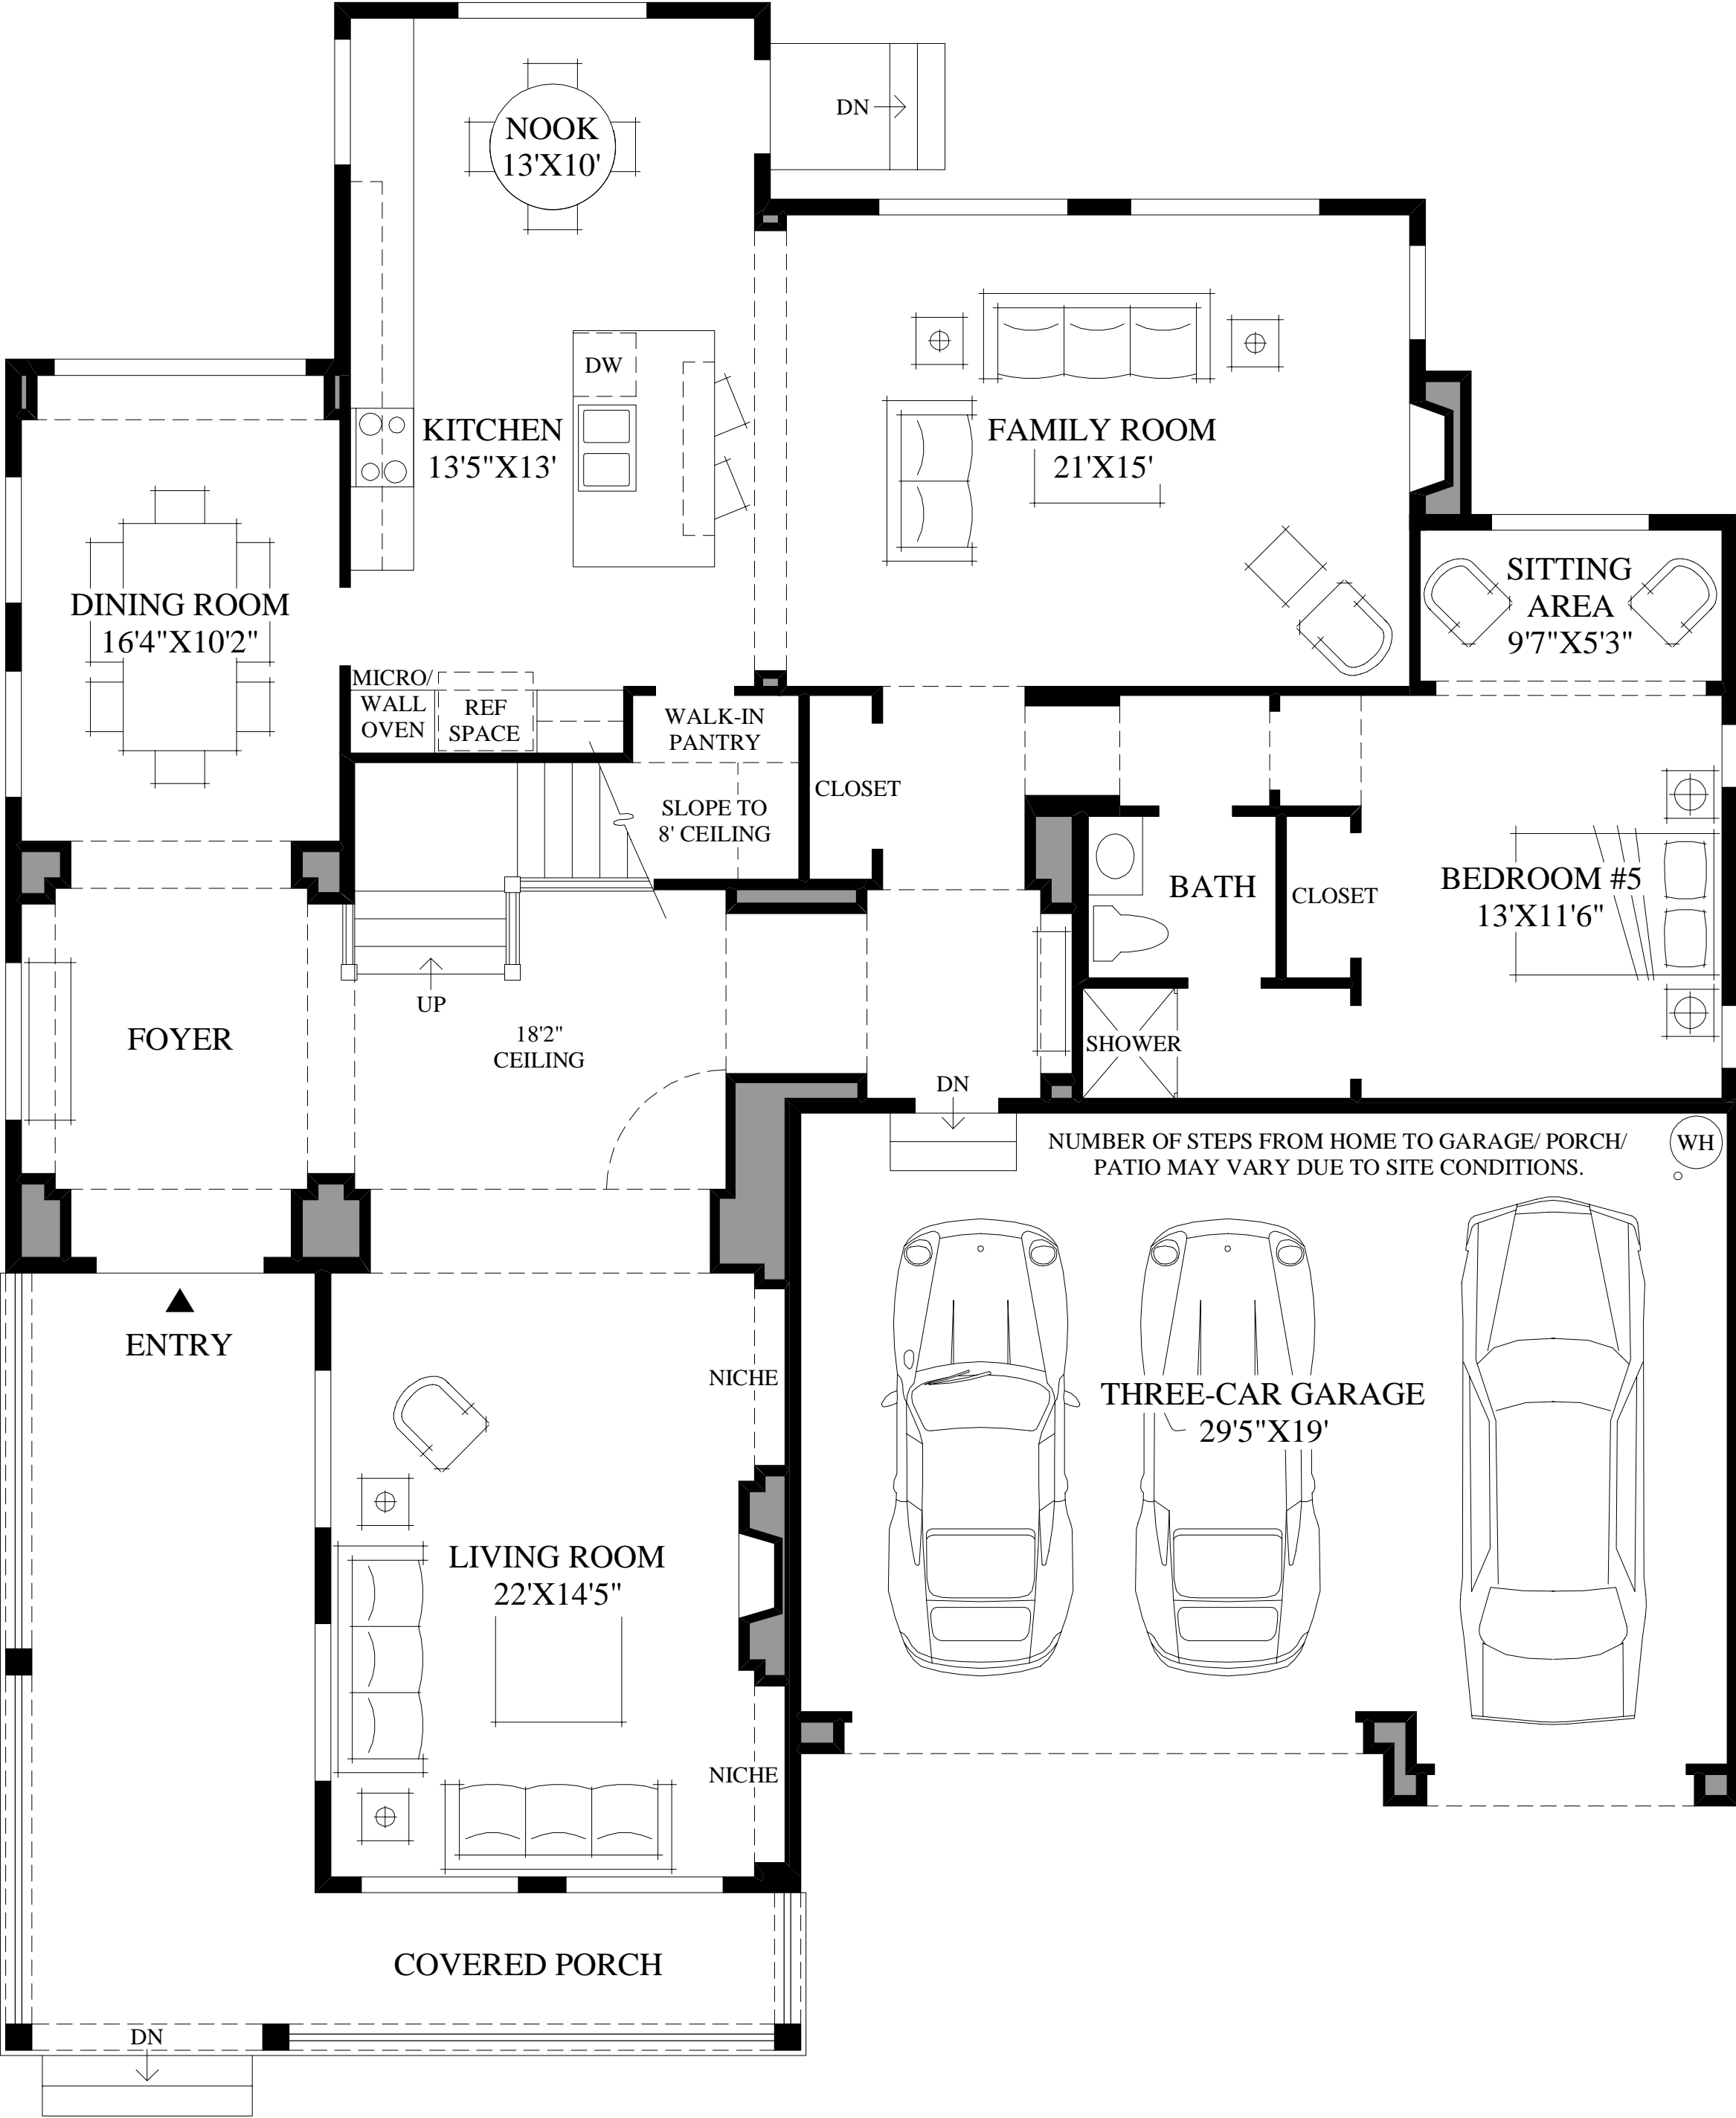 NOOK
13'X10'
DN
DW
KITCHEN
13'5"X13'
FAMILY ROOM
21'X15'
SITTING
AREA
9'7"X5'3"
DINING ROOM
16'4"X10'2"
MICRO/
WALL
OVEN
REF
SPACE
WALK-IN
PANTRY
SLOPE TO
8' CEILING
CLOSET
BATH
CLOSET
BEDROOM #5
13'X11'6"
UP
FOYER
18'2"
CEILING
SHOWER
DN
NUMBER OF STEPS FROM HOME TO GARAGE/ PORCH/
PATIO MAY VARY DUE TO SITE CONDITIONS.
WH
ENTRY
NICHE
THREE-CAR GARAGE
29'5"X19'
LIVING ROOM
22'X14'5"
NICHE
COVERED PORCH
DN